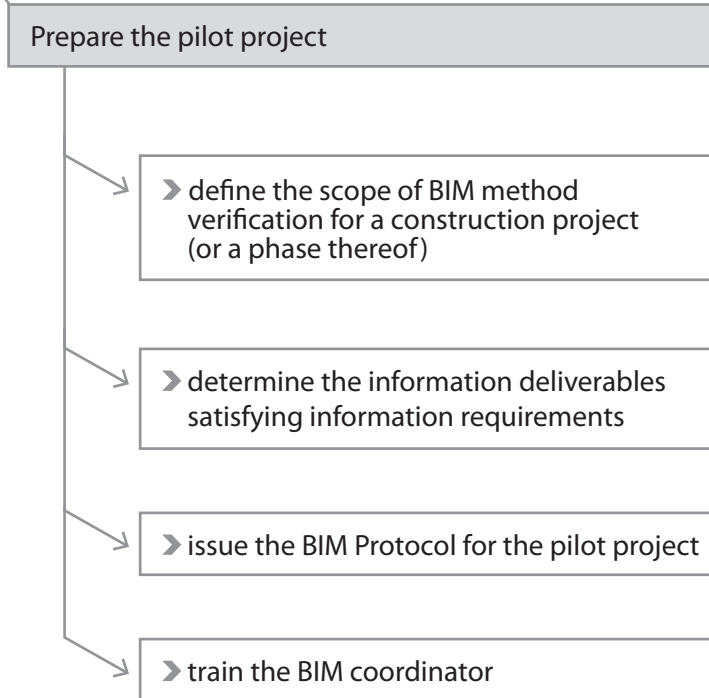 Prepare the pilot project
define the scope of BIM method
verification for a construction project
(or a phase thereof)
determine the information deliverables
satisfying information requirements
issue the BIM Protocol for the pilot project
train the BIM coordinator